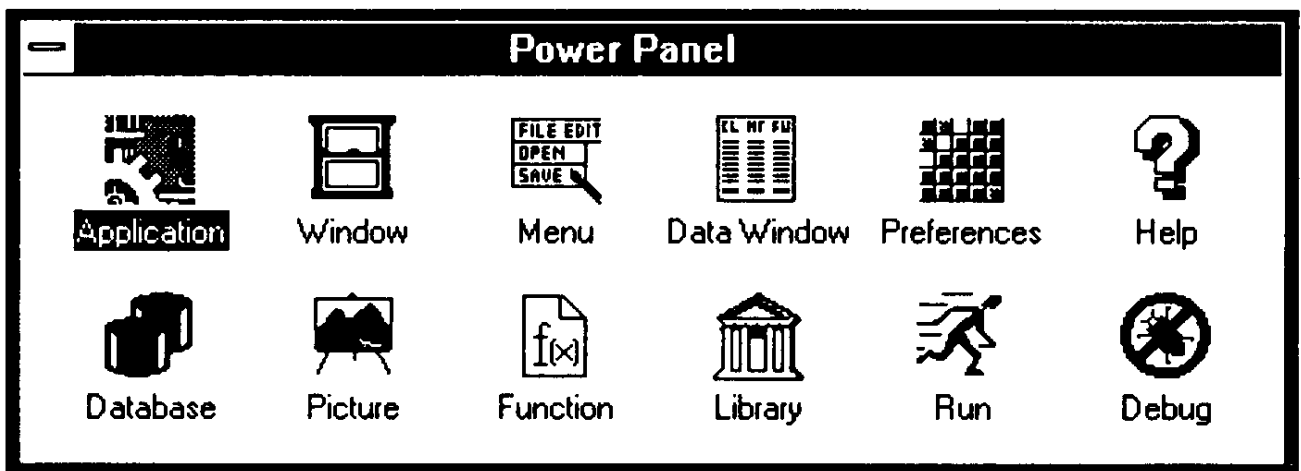 Power Panel
FILE EDIT
OPEN
SAVE
Application Window Menu Data Window Preferences Help
f(x)
Database Picture Function Library Run Debug